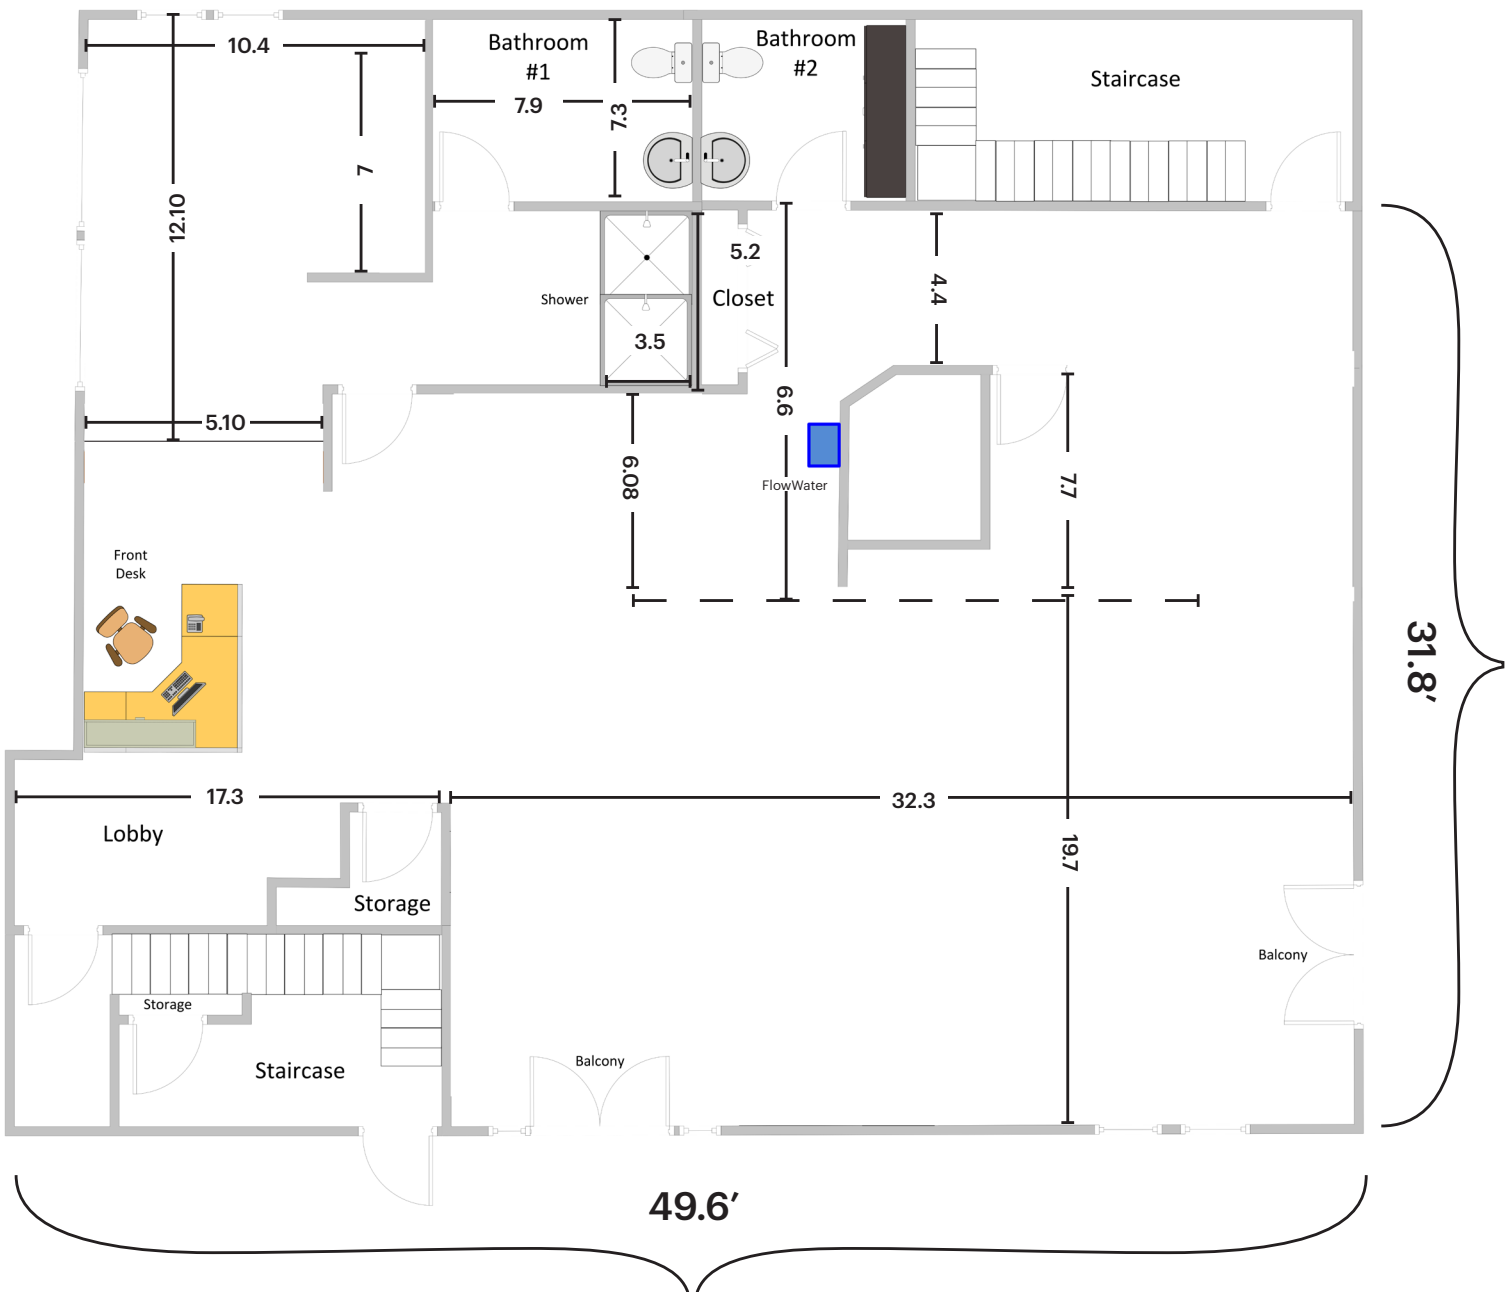 10.4
Bathroom
#1
7.9
7.3
Bathroom
#2
Staircase
7
12.10
5.2
Closet
Shower
3.5
4.4
5.10
6.6
6.08
FlowWater
7.7
Front
Desk
31.8′
17.3
32.3
Lobby
19.7
Storage
Balcony
Storage
Staircase
Balcony
49.6′